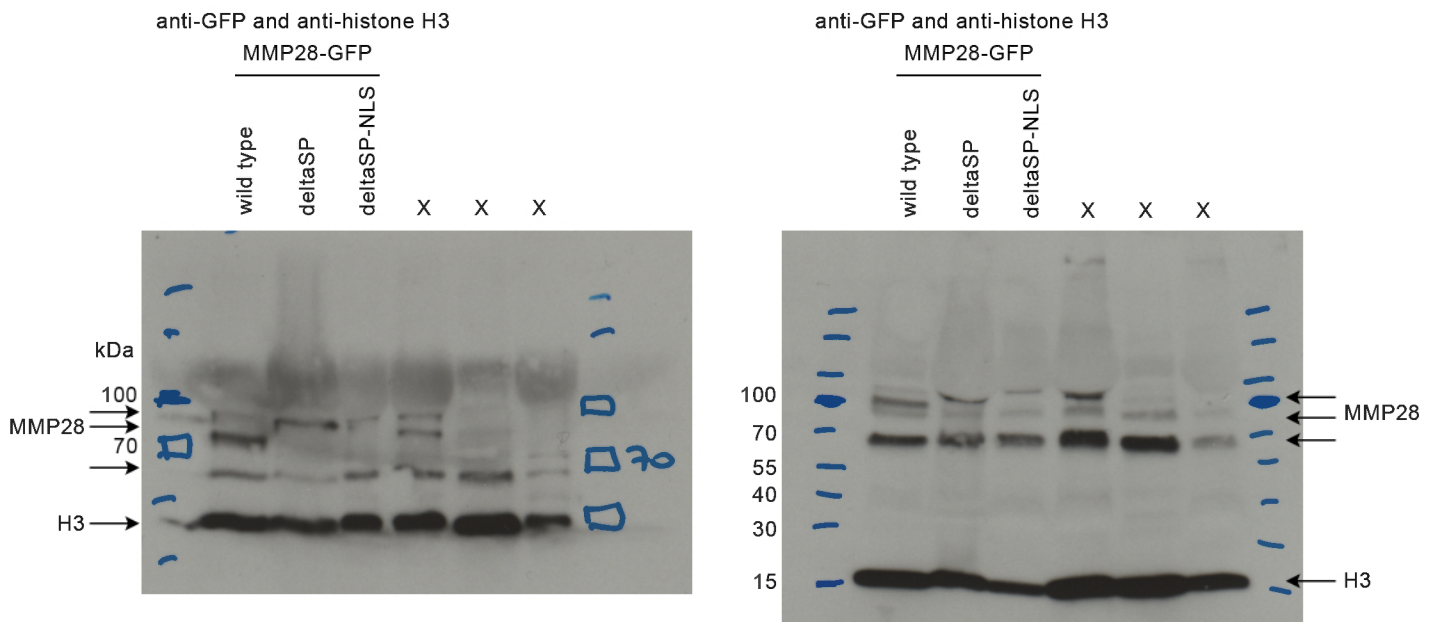 anti-GFP and anti-histone H3
MMP28-GFP
wild type
deltaSP
deltaSP-NLS
X X X
kDa
100
MMP28
70
H3
70
anti-GFP and anti-histone H3
MMP28-GFP
wild type
deltaSP
deltaSP-NLS
X X X
100
70
55
40
30
15
MMP28
H3